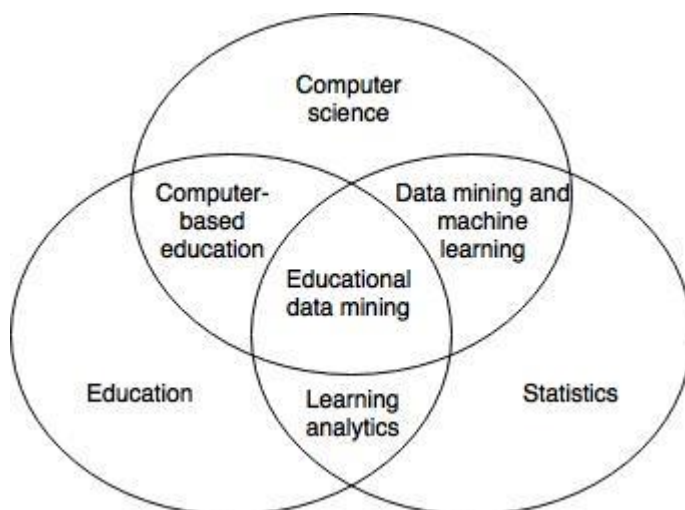 Computer
science
Computer-
based
education
Data mining and
machine
learning
Educational
data mining
Education
Learning
analytics
Statistics